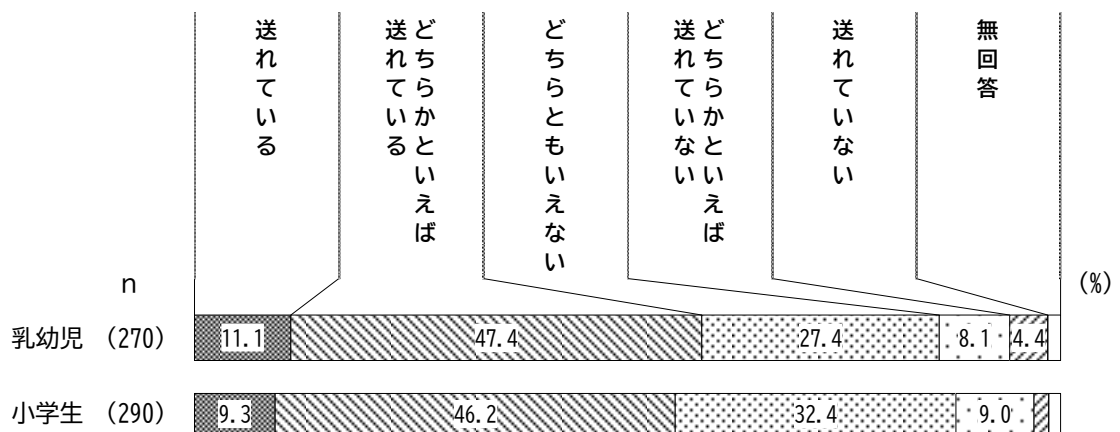 送れている
どちらかといえば
送れている
どちらともいえない
どちらかといえば
送れていない
送れていない
無回答
n
(%)
乳幼児 (270) 11.1 47.4 27.4 8.1 4.4
小学生 (290) 9.3 46.2 32.4 9.0